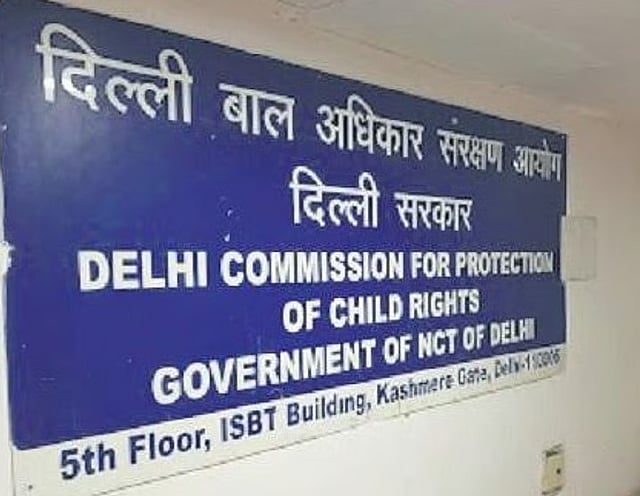 दिल्ली बाल अधिकार संरक्षण आयोग
दिल्ली सरकार
DELHI COMMISSION FOR PROTECTION
OF CHILD RIGHTS
GOVERNMENT OF NCT OF DELHI
5th Floor, ISBT Building, Kashmere Gate, Delhi-110006